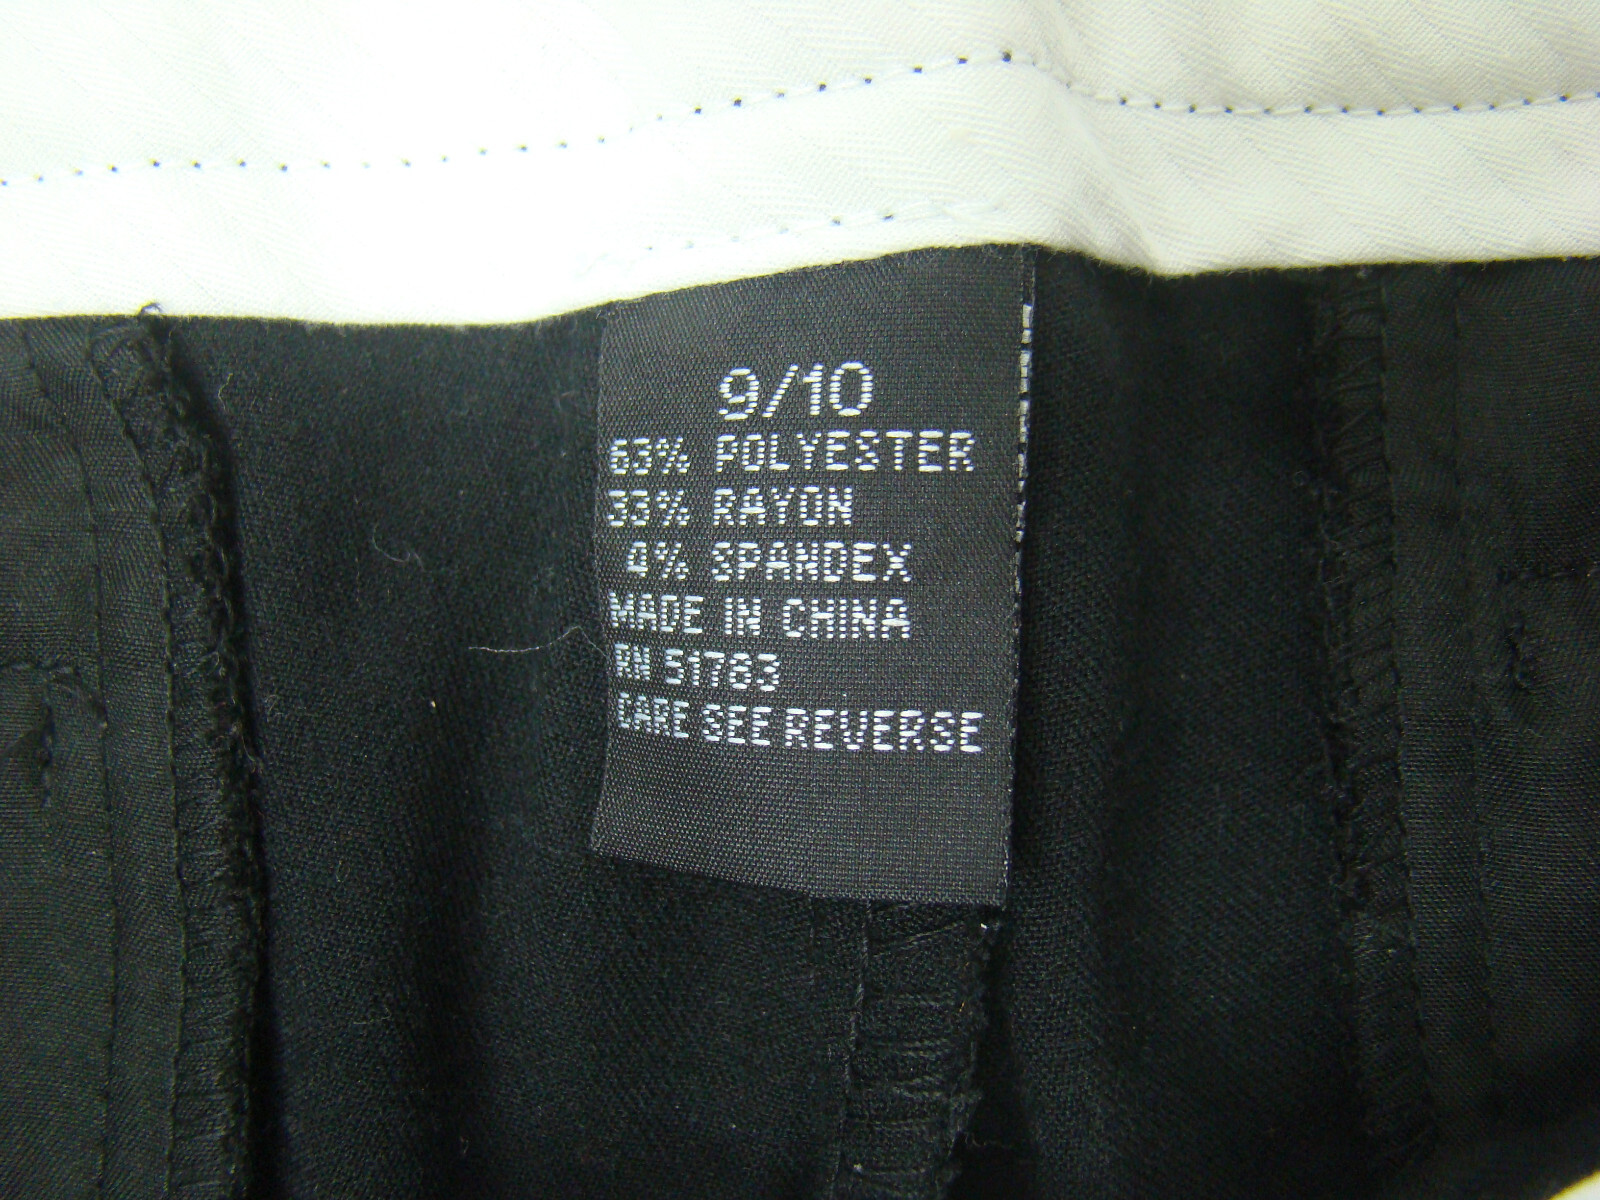 9/10
63% POLYESTER
33% RAYON
4% SPANDEX
MADE IN CHINA
RN 51783
CARE SEE REVERSE